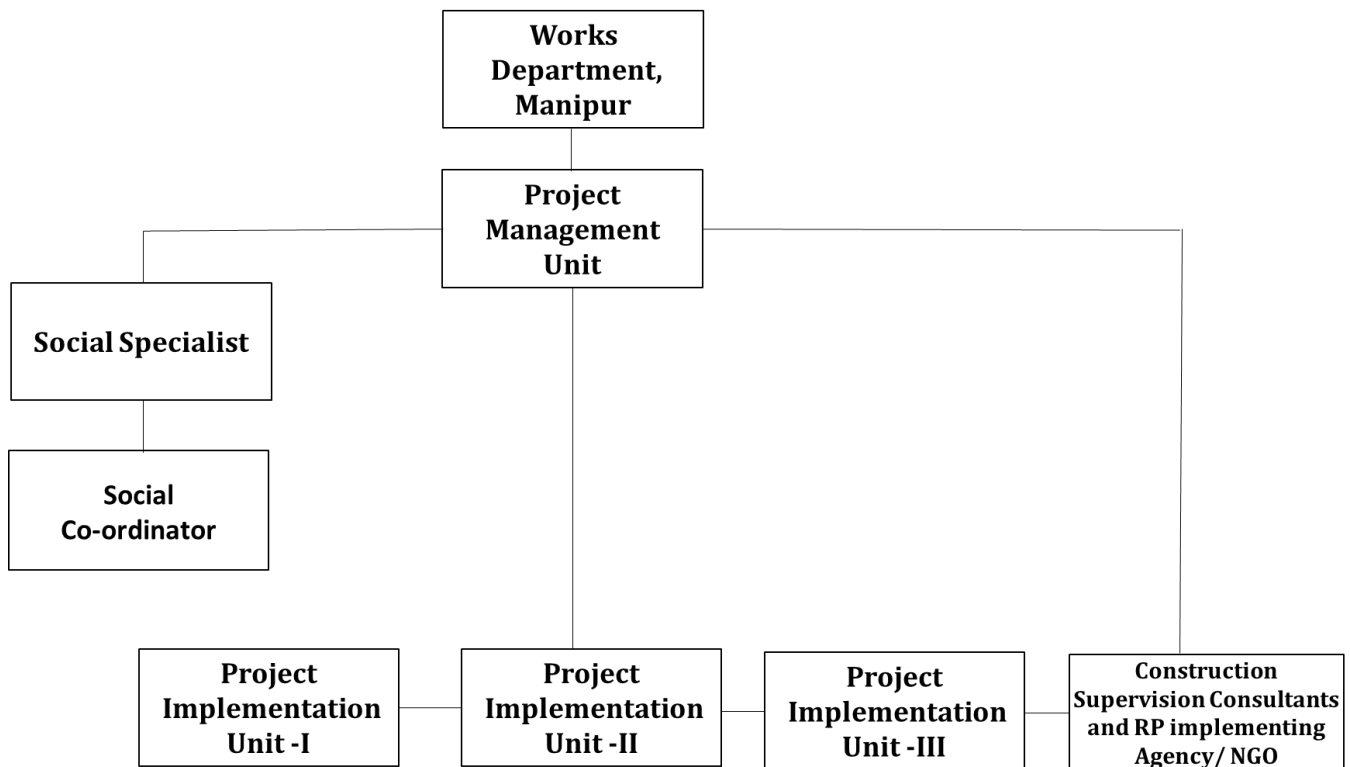 Works
Department,
Manipur
Project
Management
Unit
Social Specialist
Social
Co-ordinator
Project
Implementation
Unit -I
Project
Implementation
Unit -II
Project
Implementation
Unit -III
Construction
Supervision Consultants
and RP implementing
Agency/ NGO